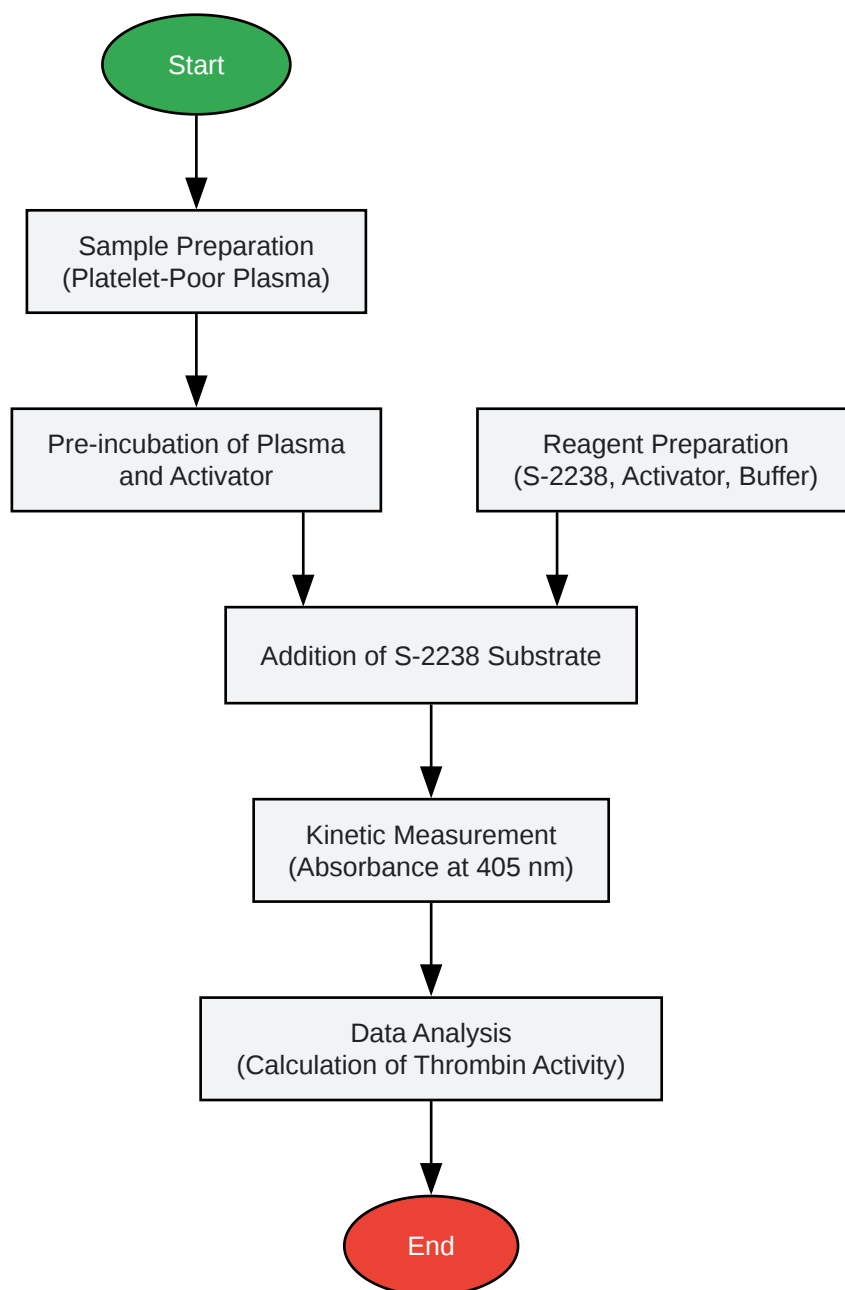 Start
Sample Preparation
(Platelet-Poor Plasma)
Pre-incubation of Plasma
and Activator
Reagent Preparation
(S-2238, Activator, Buffer)
Addition of S-2238 Substrate
Kinetic Measurement
(Absorbance at 405 nm)
Data Analysis
(Calculation of Thrombin Activity)
End